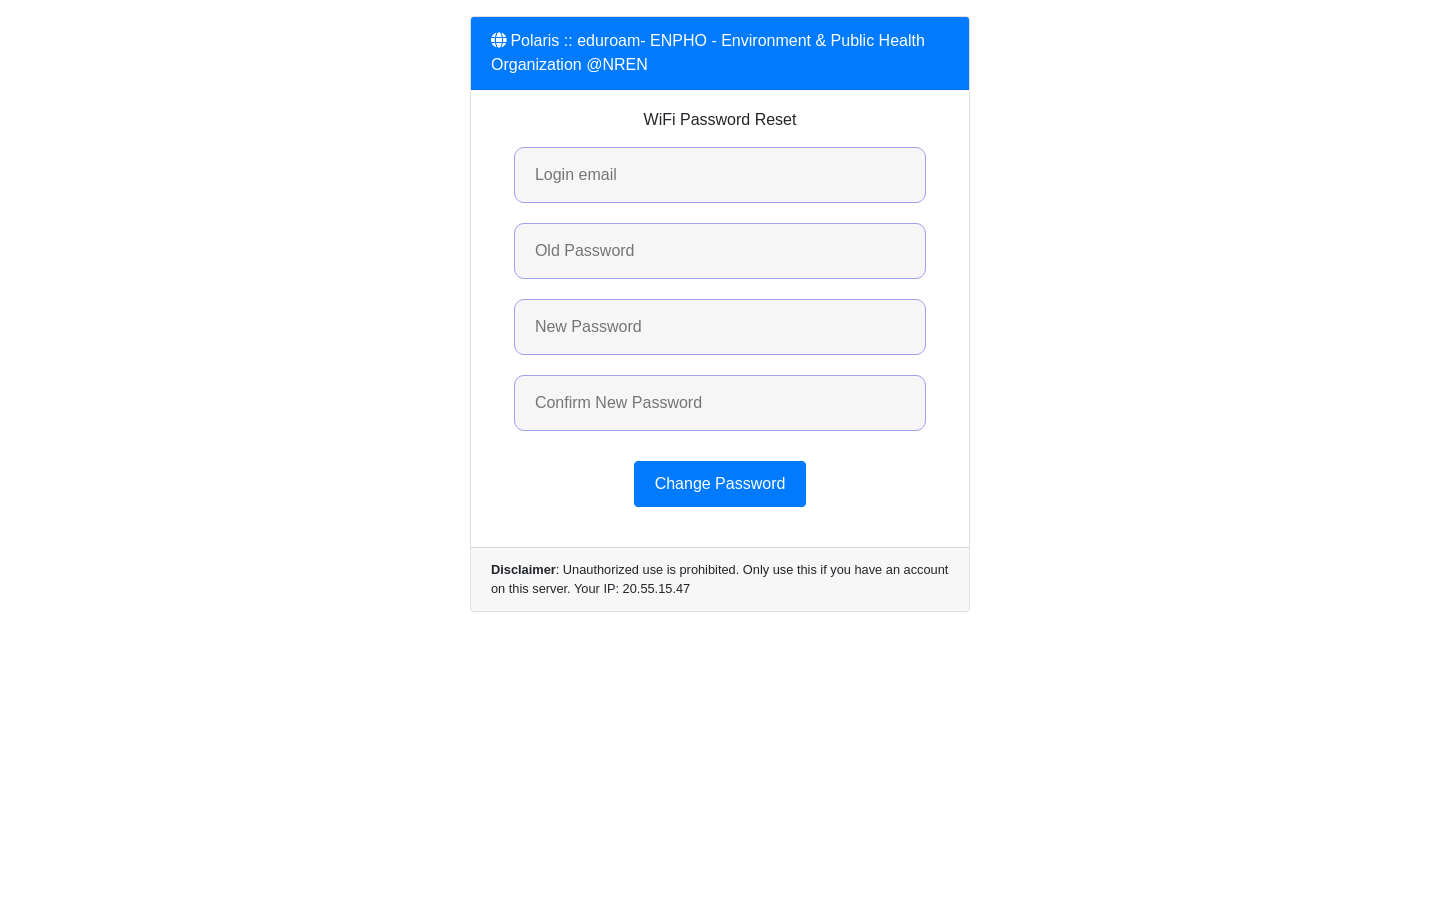 Polaris :: eduroam- ENPHO - Environment & Public Health
Organization @NREN
WiFi Password Reset
Login email
Old Password
New Password
Confirm New Password
Change Password
Disclaimer: Unauthorized use is prohibited. Only use this if you have an account
on this server. Your IP: 20.55.15.47